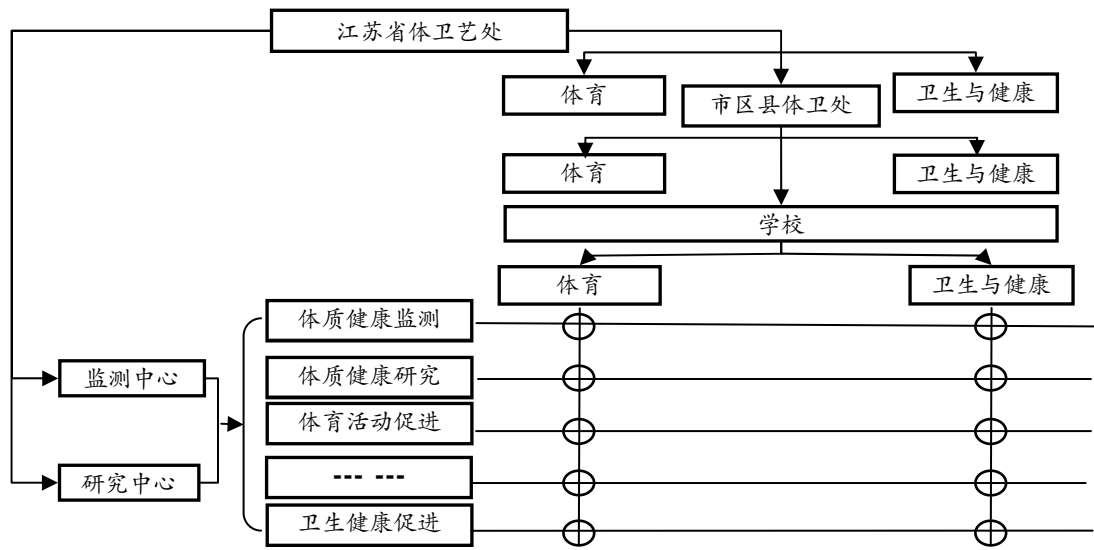 江苏省体卫艺处
体育
市区县体卫处
卫生与健康
体育
卫生与健康
学校
体育
卫生与健康
体质健康监测
监测中心
体质健康研究
体育活动促进
研究中心
--- ---
卫生健康促进